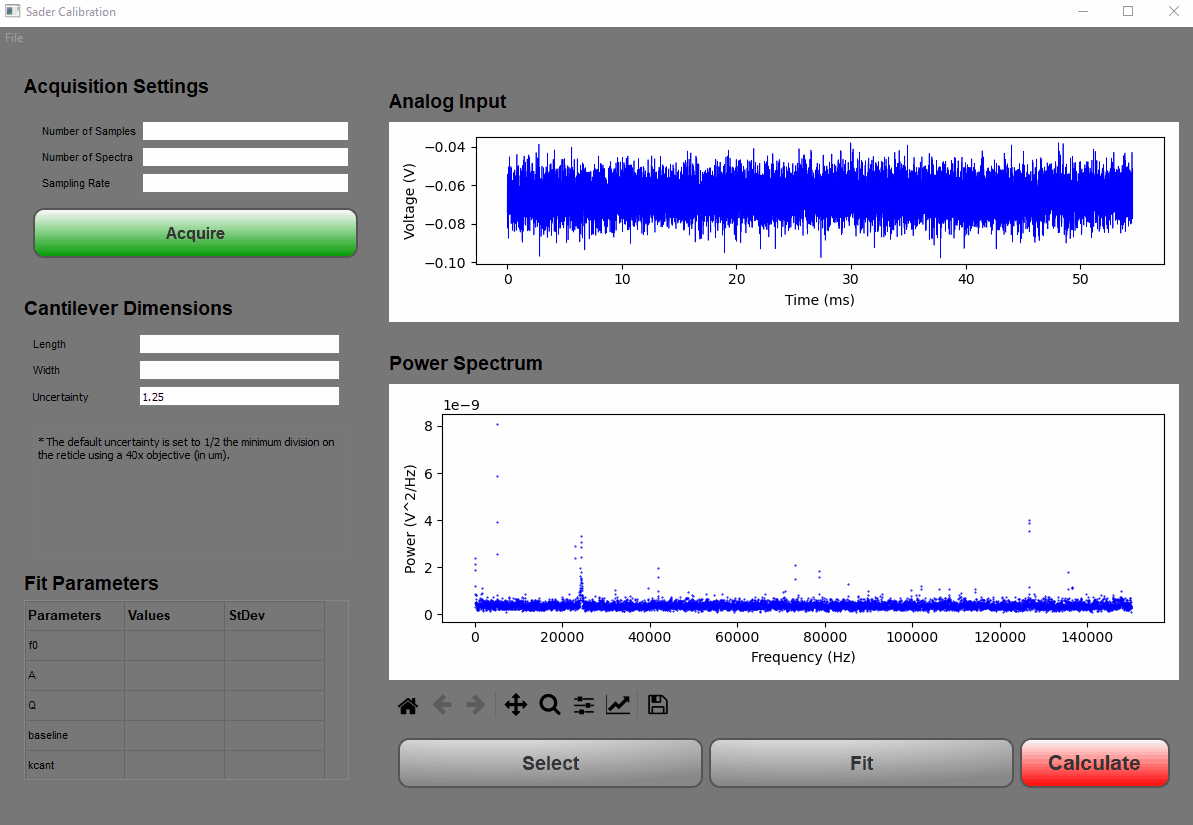 Sader Calibration
File
Acquisition Settings
Number of Samples
Number of Spectra
Sampling Rate
Acquire
Cantilever Dimensions
Length
Width
Uncertainty 1.25
* The default uncertainty is set to 1/2 the minimum division on
the reticle using a 40x objective (in um).
Fit Parameters
Parameters Values StDev
f0
A
Q
baseline
kcant
Analog Input
−0.04
−0.06
−0.08
−0.10
Voltage (V)
0 10 20 30 40 50
Time (ms)
Power Spectrum
1e−9
8
6
4
2
0
Power (V^2/Hz)
0 20000 40000 60000 80000 100000 120000 140000
Frequency (Hz)
Select Fit Calculate